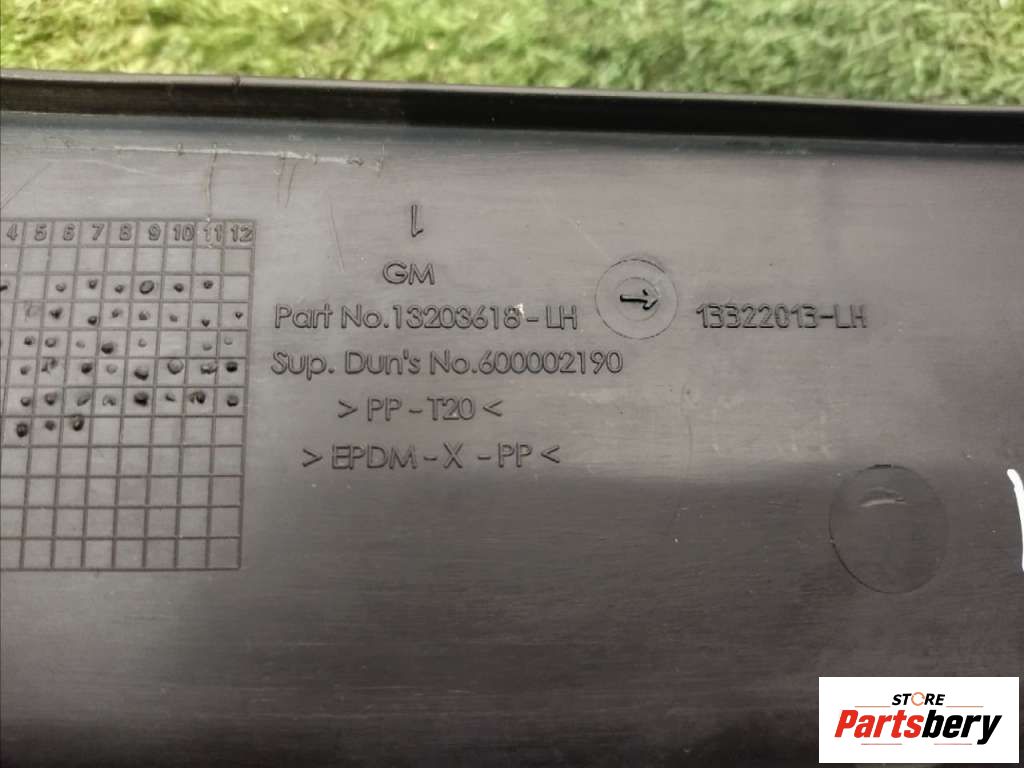 4 5 6 7 8 9 10 11 12
1
GM
Part No.13203618-LH
13322013-LH
Sup. Dun's No.600002190
> PP-T20 <
> EPDM-X -PP <
STORE
Partsbery